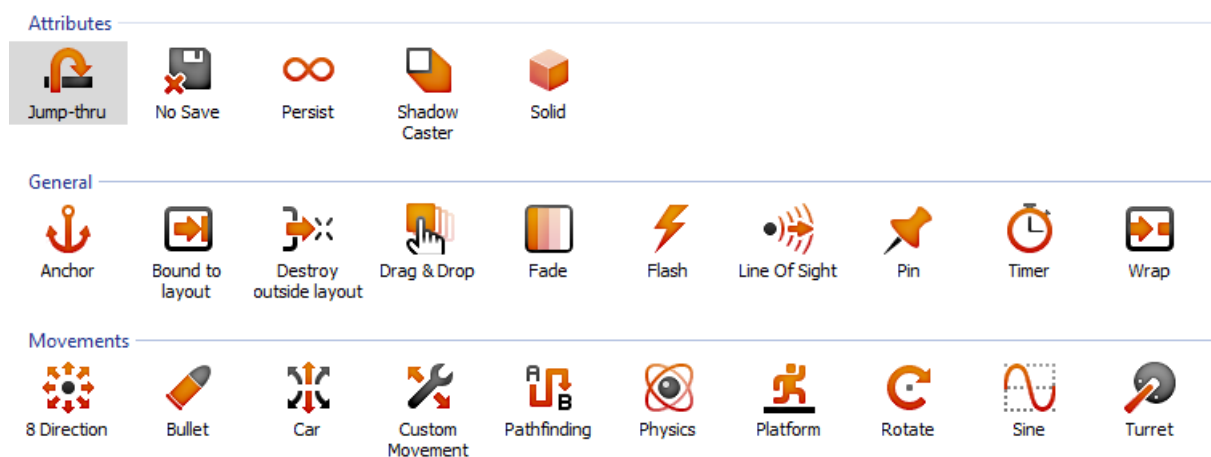 Attributes
Jump-thru No Save Persist Shadow Solid
Caster
General
Anchor Bound to Destroy Drag & Drop Fade Flash Line Of Sight Pin Timer Wrap
layout outside layout
Movements
A
B
8 Direction Bullet Car Custom Pathfinding Physics Platform Rotate Sine Turret
Movement